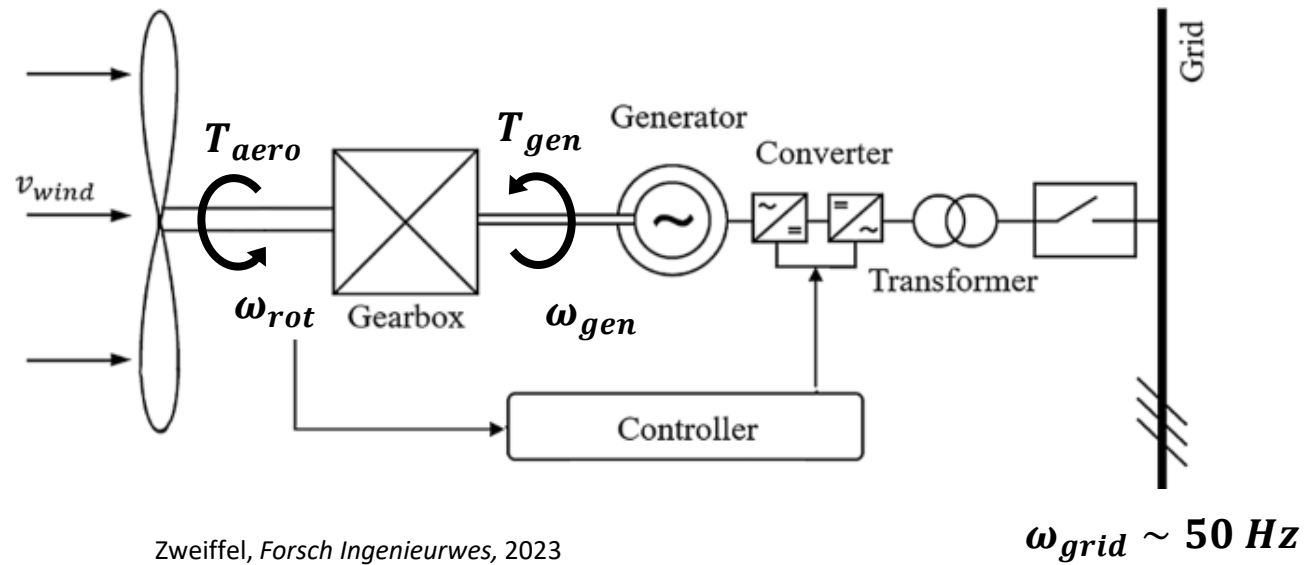 Grid
Generator
T_aero
T_gen
Converter
v_wind
~
~
=
=
~
Transformer
ω_rot
Gearbox
ω_gen
Controller
Zweiffel, Forsch Ingenieurwes, 2023
ω_grid ~ 50 Hz